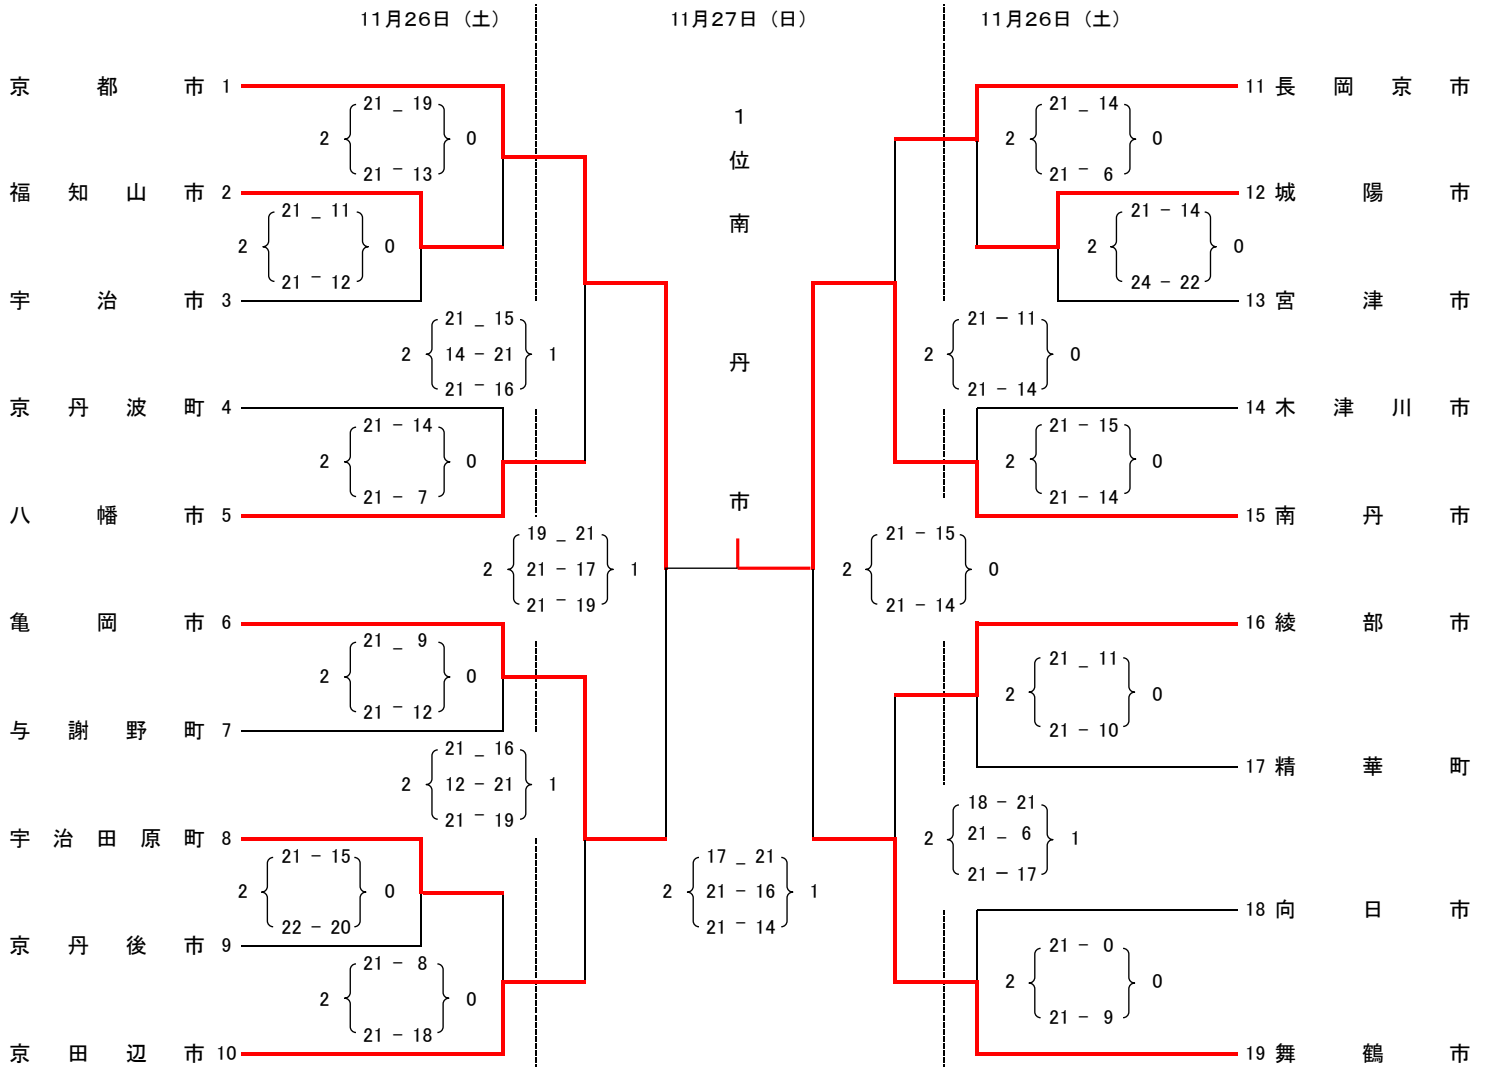 11月26日（土） 11月27日（日） 11月26日（土）
京都市 1
21 - 19
2 0
21 - 13
福知山市 2
21 - 11
2 0
21 - 12
宇治市 3
21 - 15
2 14 - 21 1
21 - 16
京丹波町 4
21 - 14
2 0
21 - 7
八幡市 5
19 - 21
2 21 - 17 1
21 - 19
亀岡市 6
21 - 9
2 0
21 - 12
与謝野町 7
21 - 16
2 12 - 21 1
21 - 19
宇治田原町 8
21 - 15
2 0
22 - 20
京丹後市 9
21 - 8
2 0
21 - 18
京田辺市 10
1
位
南
丹
市
17 - 21
2 21 - 16 1
21 - 14
11 長岡京市
21 - 14
2 0
21 - 6
12 城陽市
21 - 14
2 0
24 - 22
13 宮津市
21 - 11
2 0
21 - 14
14 木津川市
21 - 15
2 0
21 - 14
15 南丹市
21 - 15
2 0
21 - 14
16 綾部市
21 - 11
2 0
21 - 10
17 精華町
18 - 21
2 21 - 6 1
21 - 17
18 向日市
21 - 0
2 0
21 - 9
19 舞鶴市